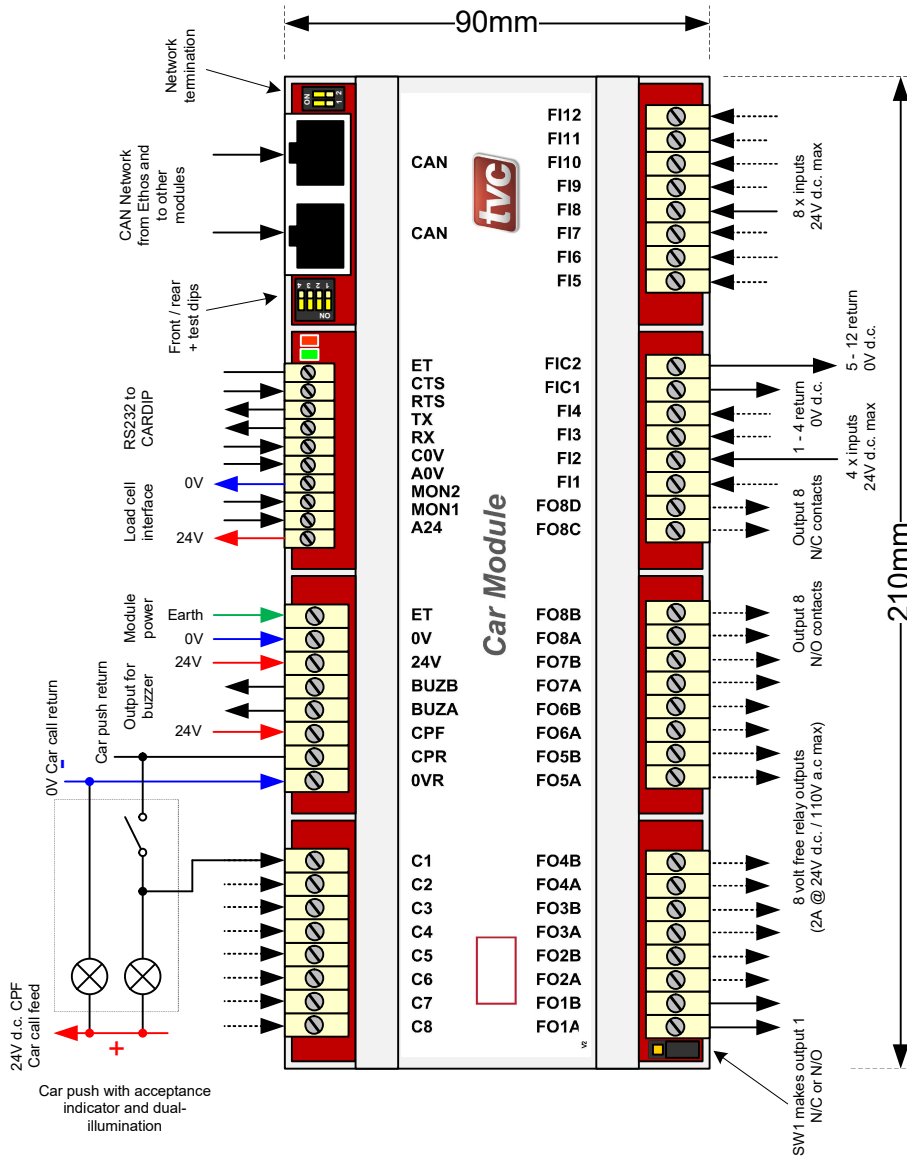 90mm
210mm
Network
termination
CAN Network
from Ethos and
to other
modules
Front / rear
+ test dips
RS232 to
CARDIP
0V
Load cell
interface
24V
Module
power
Earth
0V
24V
Output for
buzzer
24V
Car push return
0V Car call return
-
24V d.c. CPF
Car call feed
+
Car push with acceptance
indicator and dual-
illumination
ON
1 2
1 2 3 4
ON
CAN
CAN
ET
CTS
RTS
TX
RX
C0V
A0V
MON2
MON1
A24
ET
0V
24V
BUZB
BUZA
CPF
CPR
0VR
C1
C2
C3
C4
C5
C6
C7
C8
tvc
Car Module
V2
FI12
FI11
FI10
FI9
FI8
FI7
FI6
FI5
FIC2
FIC1
FI4
FI3
FI2
FI1
FO8D
FO8C
FO8B
FO8A
FO7B
FO7A
FO6B
FO6A
FO5B
FO5A
FO4B
FO4A
FO3B
FO3A
FO2B
FO2A
FO1B
FO1A
8 x inputs
24V d.c. max
5 - 12 return
0V d.c.
1 - 4 return
0V d.c.
4 x inputs
24V d.c. max
Output 8
N/C contacts
Output 8
N/O contacts
8 volt free relay outputs
(2A @ 24V d.c. / 110V a.c max)
SW1 makes output 1
N/C or N/O